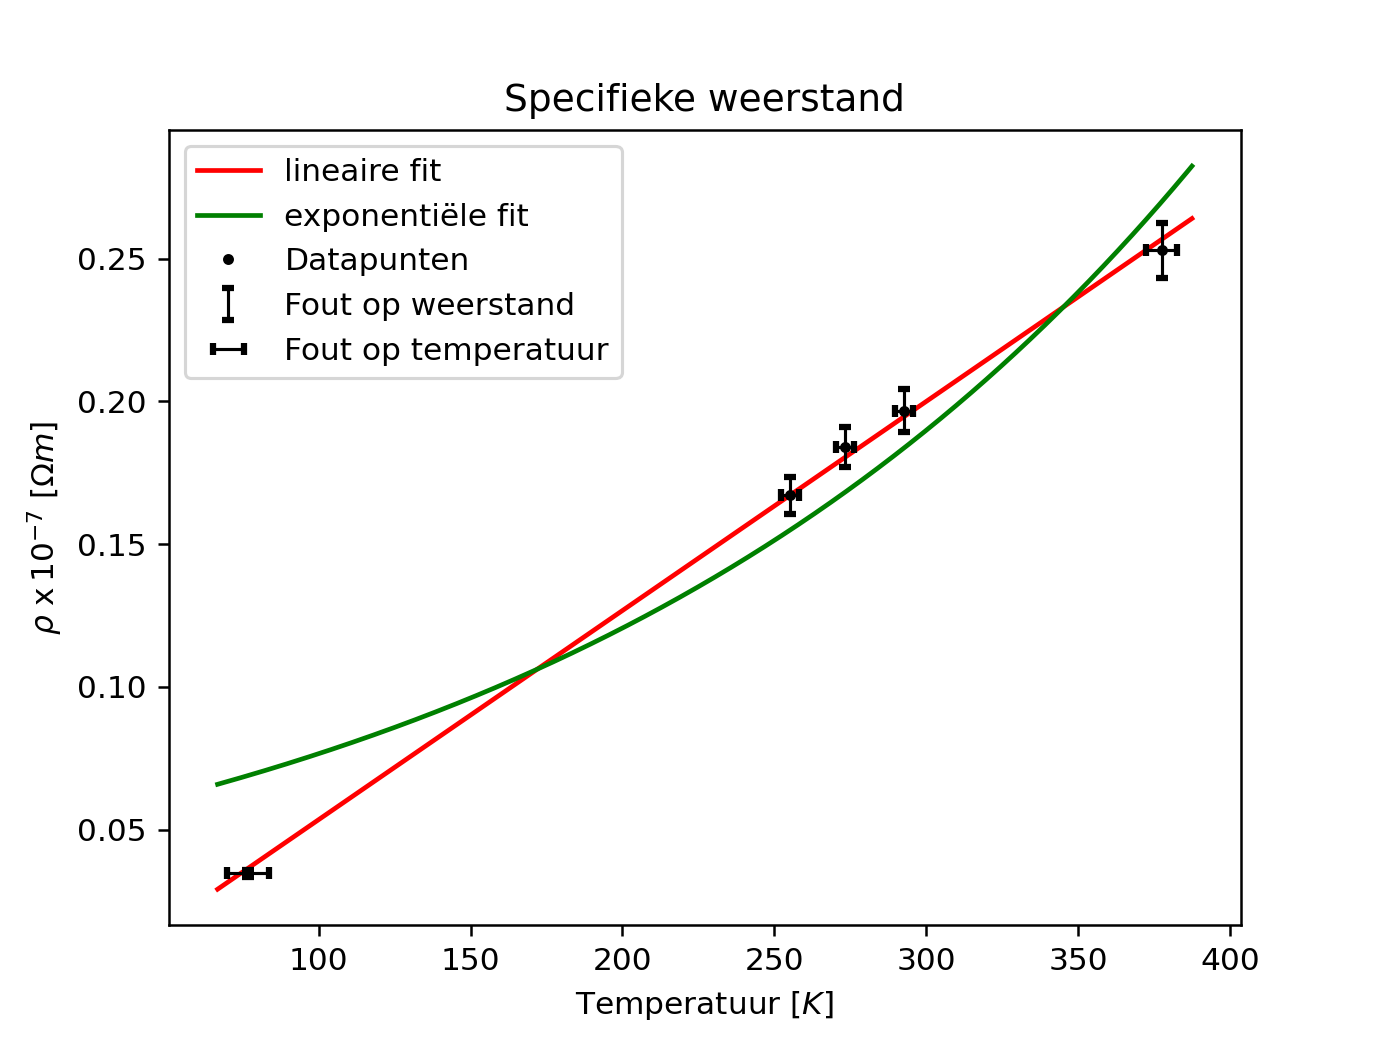 Specifieke weerstand
lineaire fit
exponentiële fit
Datapunten
Fout op weerstand
Fout op temperatuur
0.25
0.20
0.15
0.10
0.05
ρ x 10⁻⁷ [Ωm]
100 150 200 250 300 350 400
Temperatuur [K]